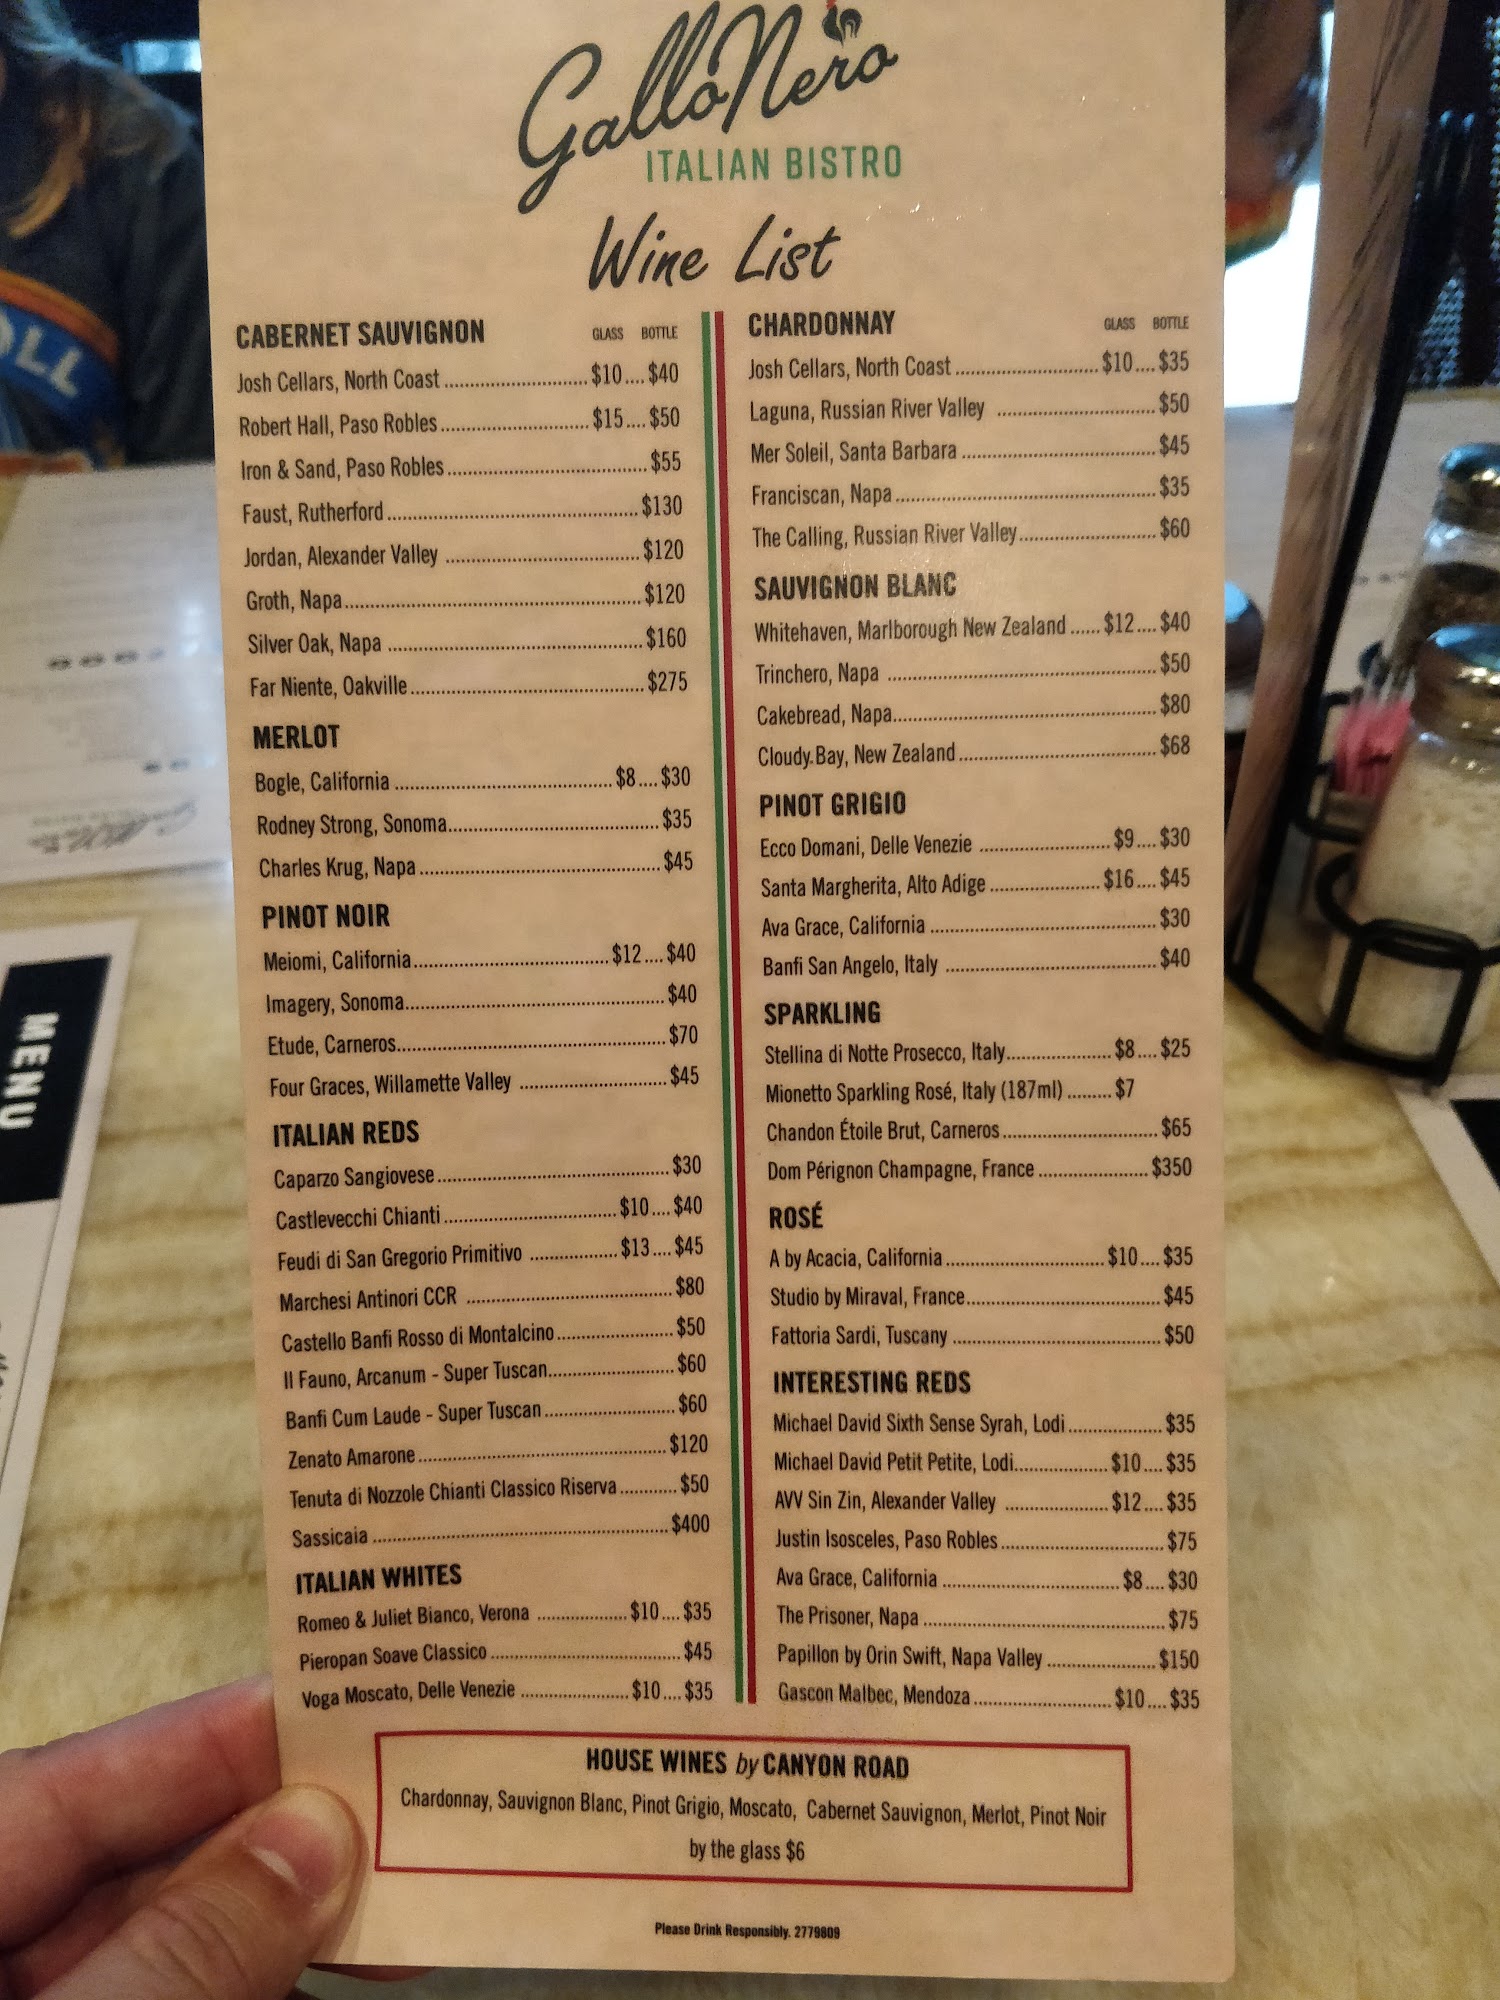 Gallo Nero
ITALIAN BISTRO
Wine List
CABERNET SAUVIGNON GLASS BOTTLE
Josh Cellars, North Coast ............................ $10 .... $40
Robert Hall, Paso Robles ............................ $15 .... $50
Iron & Sand, Paso Robles ...................................... $55
Faust, Rutherford ................................................ $130
Jordan, Alexander Valley ..................................... $120
Groth, Napa ........................................................ $120
Silver Oak, Napa ................................................. $160
Far Niente, Oakville ............................................ $275
MERLOT
Bogle, California ........................................ $8 .... $30
Rodney Strong, Sonoma ........................................ $35
Charles Krug, Napa .............................................. $45
PINOT NOIR
Meiomi, California ..................................... $12 .... $40
Imagery, Sonoma ................................................. $40
Etude, Carneros ................................................... $70
Four Graces, Willamette Valley ............................ $45
ITALIAN REDS
Caparzo Sangiovese ............................................. $30
Castlevecchi Chianti ................................. $10 .... $40
Feudi di San Gregorio Primitivo ................. $13 .... $45
Marchesi Antinori CCR ........................................ $80
Castello Banfi Rosso di Montalcino ...................... $50
Il Fauno, Arcanum - Super Tuscan ........................ $60
Banfi Cum Laude - Super Tuscan ......................... $60
Zenato Amarone ................................................ $120
Tenuta di Nozzole Chianti Classico Riserva ........... $50
Sassicaia ........................................................... $400
ITALIAN WHITES
Romeo & Juliet Bianco, Verona ................. $10 .... $35
Pieropan Soave Classico ..................................... $45
Voga Moscato, Delle Venezie .................... $10 .... $35
CHARDONNAY GLASS BOTTLE
Josh Cellars, North Coast ............................ $10 .... $35
Laguna, Russian River Valley ............................... $50
Mer Soleil, Santa Barbara .................................... $45
Franciscan, Napa ................................................ $35
The Calling, Russian River Valley .......................... $60
SAUVIGNON BLANC
Whitehaven, Marlborough New Zealand ...... $12 .... $40
Trinchero, Napa .................................................. $50
Cakebread, Napa ................................................. $80
Cloudy Bay, New Zealand ..................................... $68
PINOT GRIGIO
Ecco Domani, Delle Venezie ......................... $9 .... $30
Santa Margherita, Alto Adige ..................... $16 .... $45
Ava Grace, California ........................................... $30
Banfi San Angelo, Italy ........................................ $40
SPARKLING
Stellina di Notte Prosecco, Italy .................... $8 .... $25
Mionetto Sparkling Rosé, Italy (187ml) ......... $7
Chandon Étoile Brut, Carneros .............................. $65
Dom Pérignon Champagne, France ..................... $350
ROSÉ
A by Acacia, California .............................. $10 .... $35
Studio by Miraval, France ..................................... $45
Fattoria Sardi, Tuscany ........................................ $50
INTERESTING REDS
Michael David Sixth Sense Syrah, Lodi .................. $35
Michael David Petit Petite, Lodi .................. $10 .... $35
AVV Sin Zin, Alexander Valley ................... $12 .... $35
Justin Isosceles, Paso Robles ............................... $75
Ava Grace, California .................................. $8 .... $30
The Prisoner, Napa .............................................. $75
Papillon by Orin Swift, Napa Valley ..................... $150
Gascon Malbec, Mendoza .......................... $10 .... $35
HOUSE WINES by CANYON ROAD
Chardonnay, Sauvignon Blanc, Pinot Grigio, Moscato, Cabernet Sauvignon, Merlot, Pinot Noir
by the glass $6
Please Drink Responsibly. 2779809
MENU